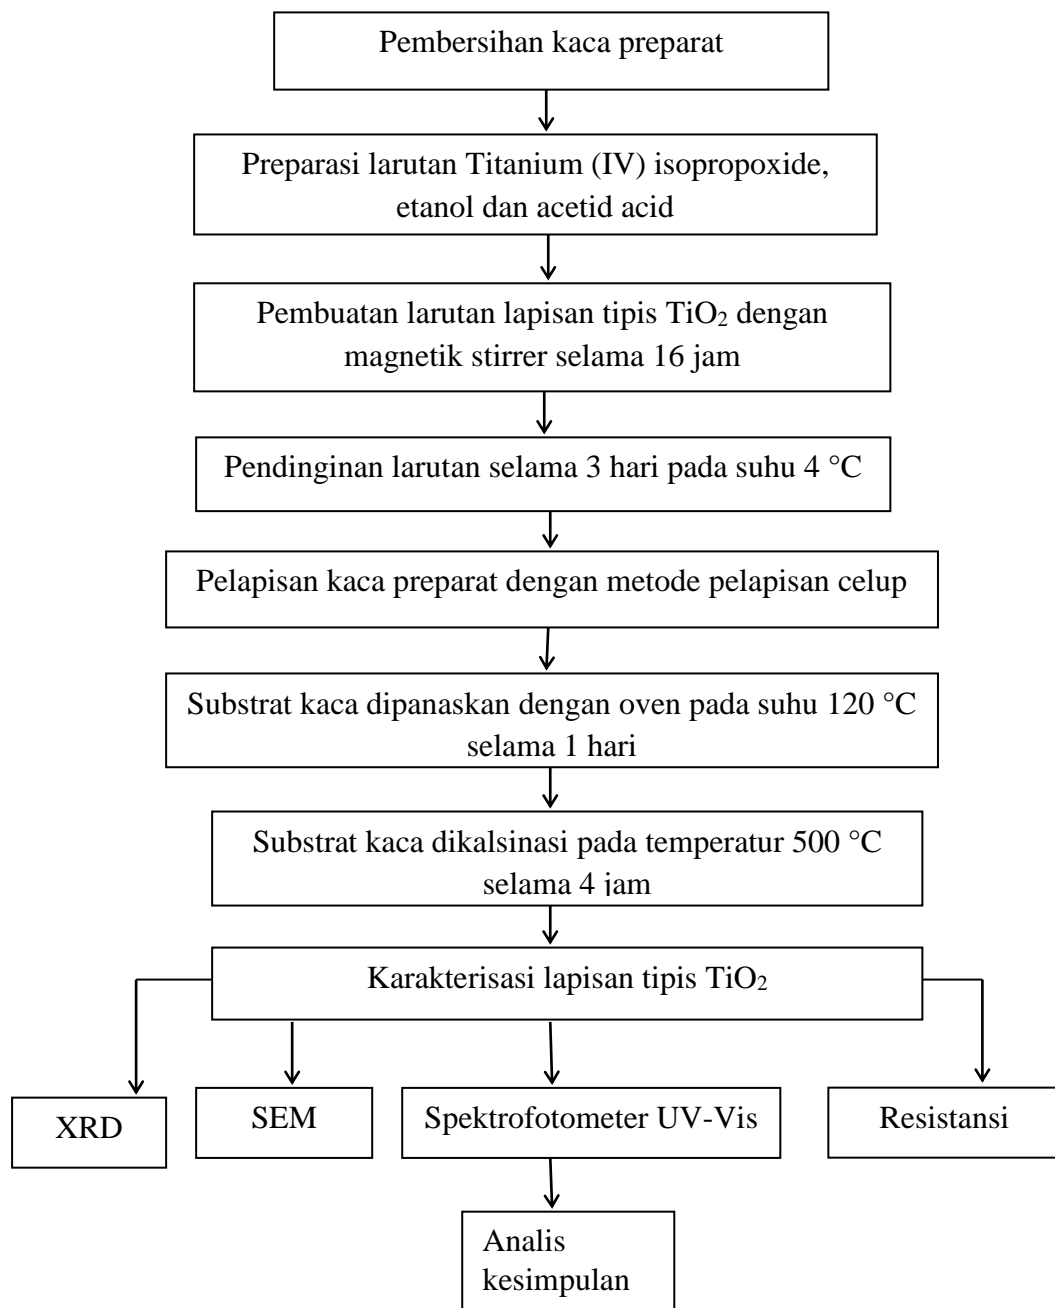 Pembersihan kaca preparat
Preparasi larutan Titanium (IV) isopropoxide,
etanol dan acetid acid
Pembuatan larutan lapisan tipis TiO₂ dengan
magnetik stirrer selama 16 jam
Pendinginan larutan selama 3 hari pada suhu 4 °C
Pelapisan kaca preparat dengan metode pelapisan celup
Substrat kaca dipanaskan dengan oven pada suhu 120 °C
selama 1 hari
Substrat kaca dikalsinasi pada temperatur 500 °C
selama 4 jam
Karakterisasi lapisan tipis TiO₂
XRD
SEM
Spektrofotometer UV-Vis
Resistansi
Analis
kesimpulan